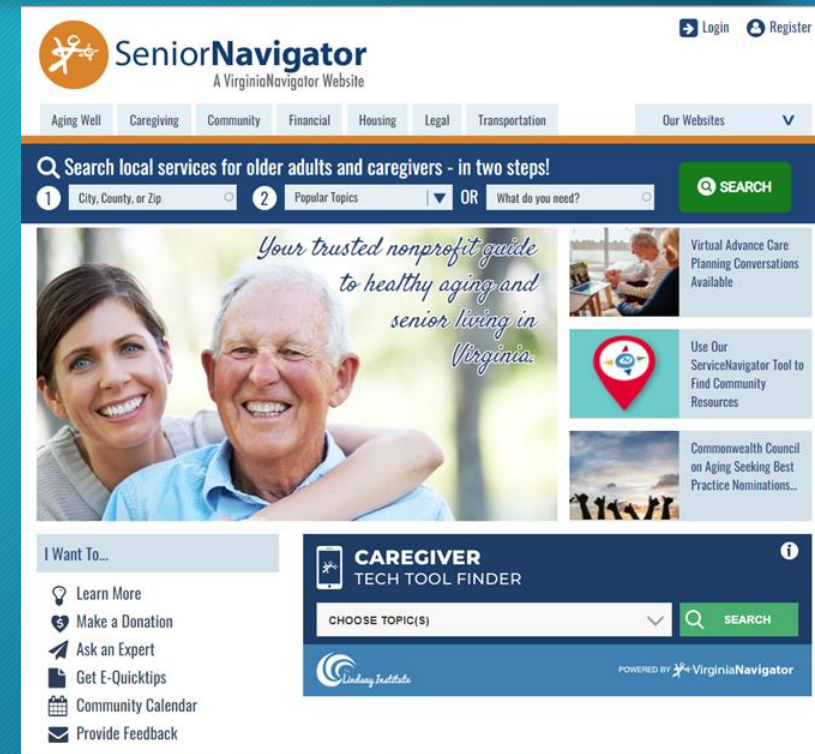 Login
Register
SeniorNavigator
A VirginiaNavigator Website
Aging Well
Caregiving
Community
Financial
Housing
Legal
Transportation
Our Websites
Search local services for older adults and caregivers - in two steps!
1
City, County, or Zip
2
Popular Topics
OR
What do you need?
SEARCH
Your trusted nonprofit guide
to healthy aging and
senior living in
Virginia.
Virtual Advance Care
Planning Conversations
Available
Use Our
ServiceNavigator Tool to
Find Community
Resources
Commonwealth Council
on Aging Seeking Best
Practice Nominations...
I Want To...
Learn More
Make a Donation
Ask an Expert
Get E-Quicktips
Community Calendar
Provide Feedback
CAREGIVER
TECH TOOL FINDER
CHOOSE TOPIC(S)
SEARCH
Lindsay Institute
POWERED BY VirginiaNavigator